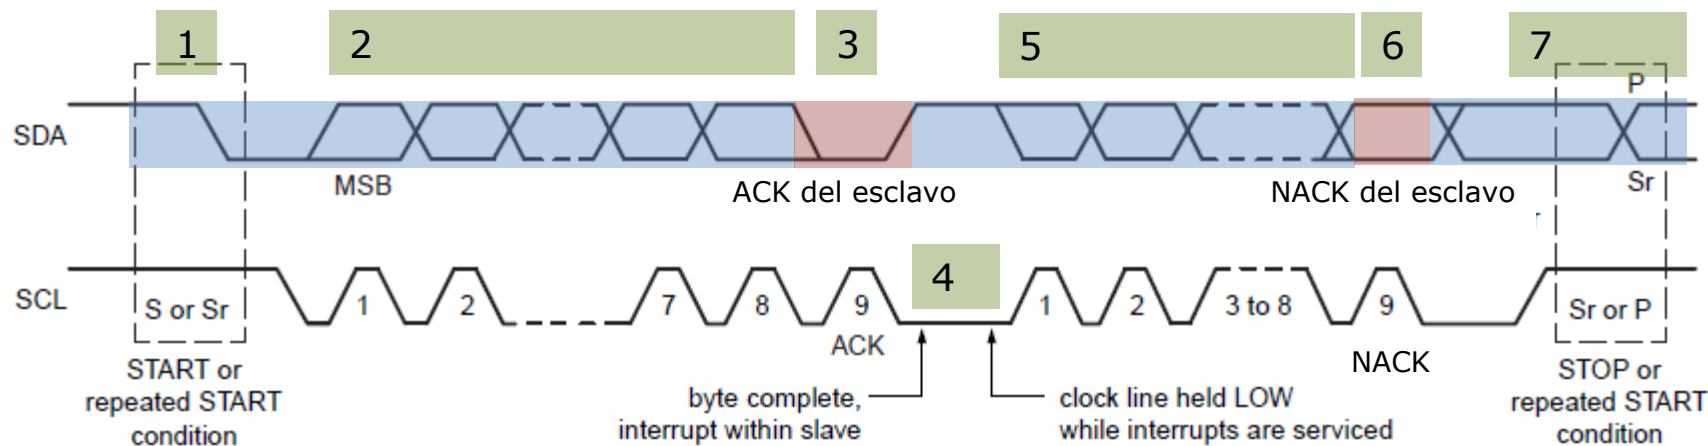 1 2 3 5 6 7
P
SDA
MSB
ACK del esclavo
NACK del esclavo
Sr
4
SCL
S or Sr
1 2 7 8 9 1 2 3 to 8 9
Sr or P
ACK
NACK
START or
repeated START
condition
byte complete,
interrupt within slave
clock line held LOW
while interrupts are serviced
STOP or
repeated START
condition